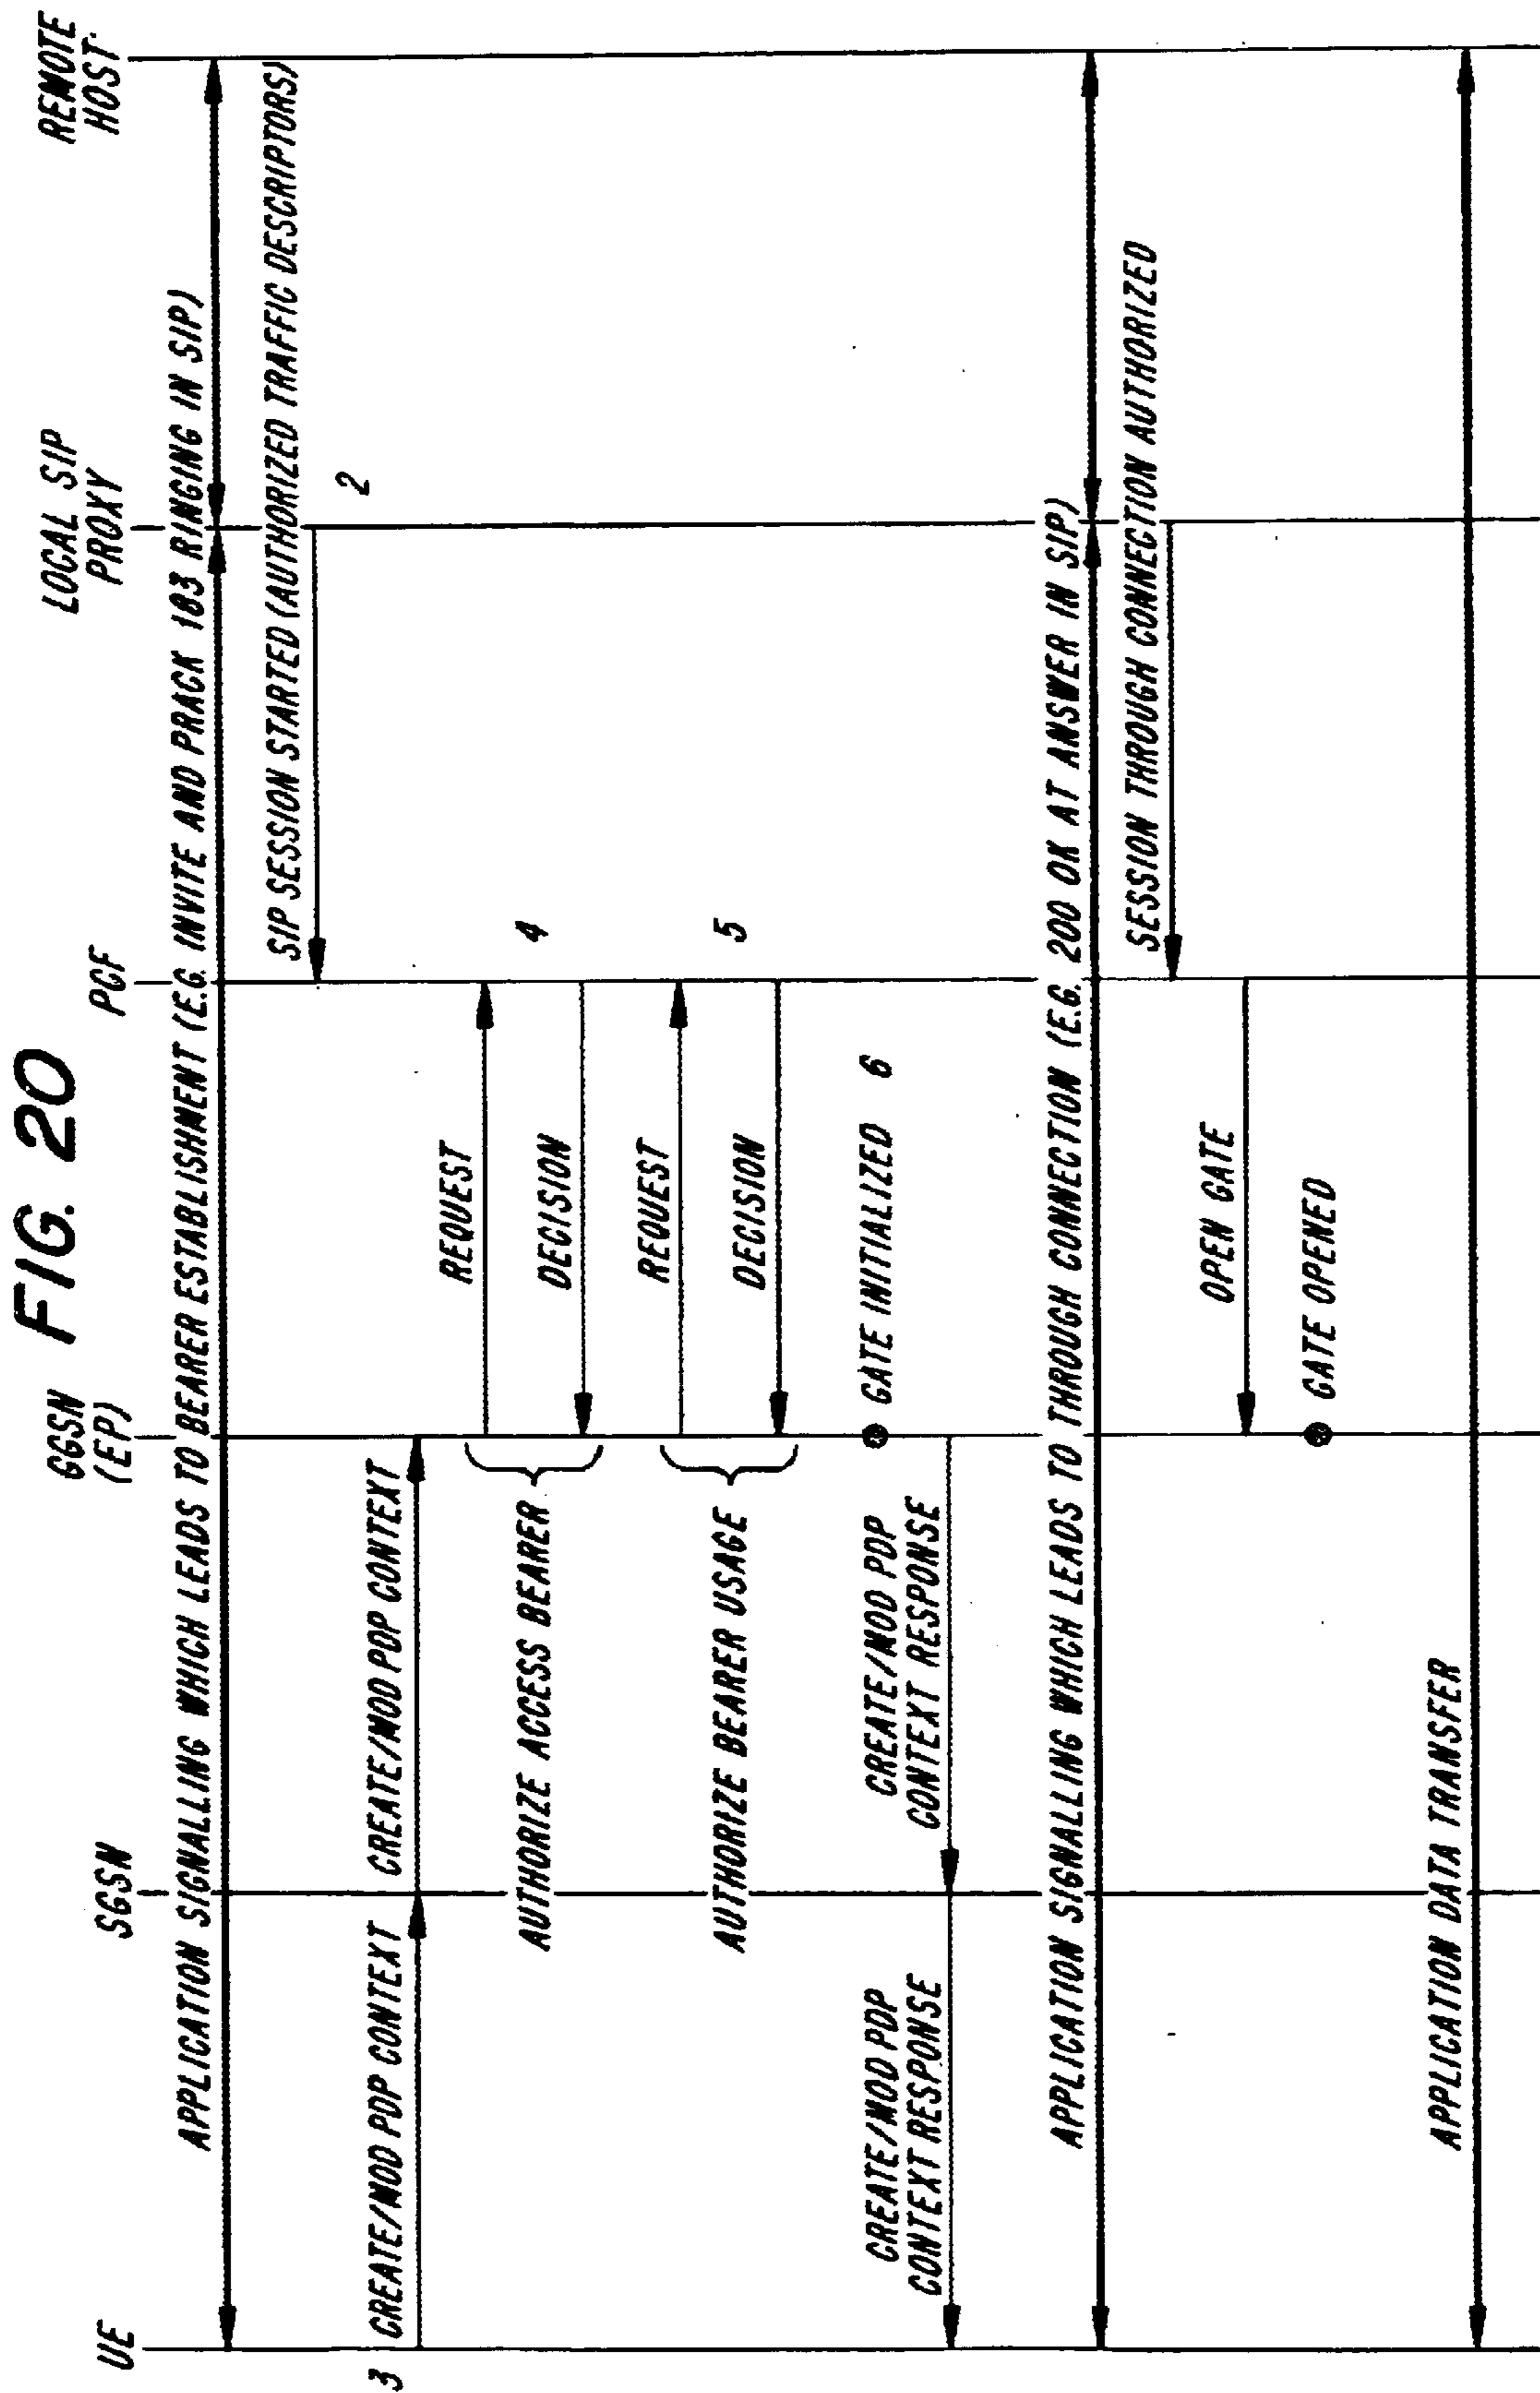 FIG. 20
UE
SGSN
GGSN
(EP)
PCF
LOCAL SIP
PROXY
REMOTE
HOST
APPLICATION SIGNALLING WHICH LEADS TO BEARER ESTABLISHMENT (E.G. INVITE AND PRACK 183 RINGING IN SIP)
SIP SESSION STARTED (AUTHORIZED TRAFFIC DESCRIPTORS)
2
3
CREATE/MOD PDP CONTEXT
CREATE/MOD PDP CONTEXT
REQUEST
4
AUTHORIZE ACCESS BEARER
DECISION
REQUEST
5
AUTHORIZE BEARER USAGE
DECISION
GATE INITIALIZED 6
CREATE/MOD PDP
CONTEXT RESPONSE
CREATE/MOD PDP
CONTEXT RESPONSE
APPLICATION SIGNALLING WHICH LEADS TO THROUGH CONNECTION (E.G. 200 OK AT ANSWER IN SIP)
SESSION THROUGH CONNECTION AUTHORIZED
OPEN GATE
GATE OPENED
APPLICATION DATA TRANSFER